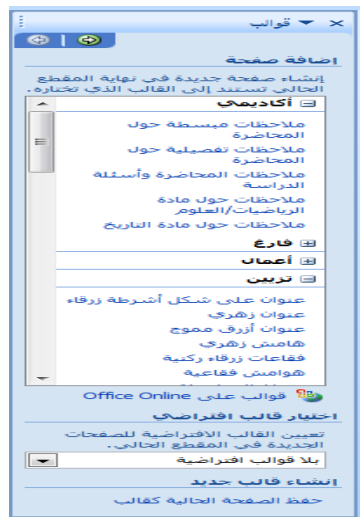 قوالب
إضافة صفحة
إنشاء صفحة جديدة في نهاية المقطع
الحالي تستند إلى القالب الذي تختاره.
أكاديمي
ملاحظات مبسطة حول
المحاضرة
ملاحظات تفصيلية حول
المحاضرة
ملاحظات المحاضرة وأسئلة
الدراسة
ملاحظات حول مادة
الرياضيات/العلوم
ملاحظات حول مادة التاريخ
فارغ
أعمال
تزيين
عنوان على شكل أشرطة زرقاء
عنوان زهري
عنوان أزرق مموج
هامش زهري
فقاعات زرقاء ركنية
هوامش فقاعية
قوالب على Office Online
اختيار قالب افتراضي
تعيين القالب الافتراضية للصفحات
الجديدة في المقطع الحالي.
بلا قوالب افتراضية
إنشاء قالب جديد
حفظ الصفحة الحالية كقالب